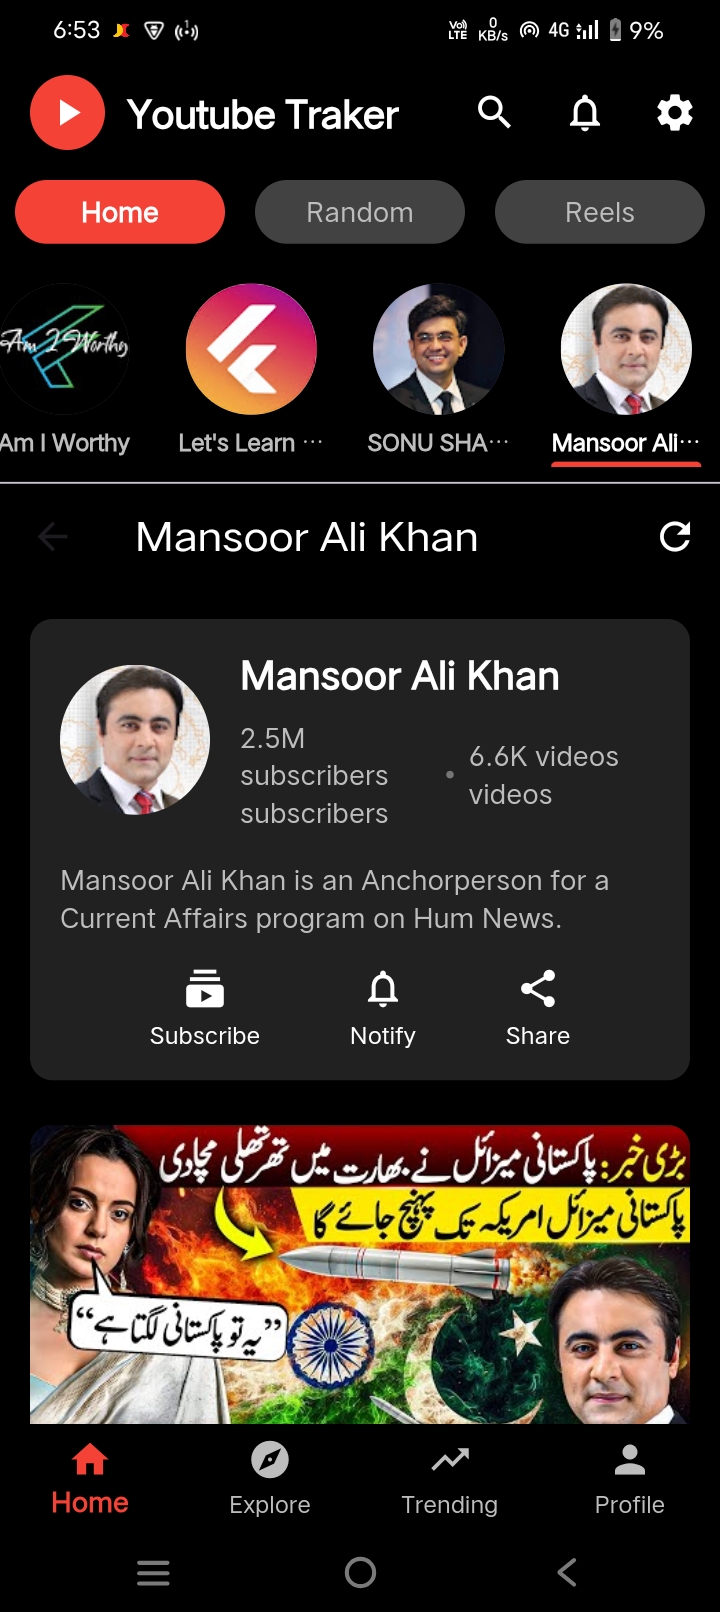 6:53
Vo) LTE 0 KB/s 4G 9%
Youtube Traker
Home Random Reels
Am I Worthy
Am I Worthy Let's Learn ··· SONU SHA··· Mansoor Ali···
Mansoor Ali Khan
Mansoor Ali Khan
2.5M
subscribers
subscribers
•
6.6K videos
videos
Mansoor Ali Khan is an Anchorperson for a
Current Affairs program on Hum News.
Subscribe Notify Share
بڑی خبر: پاکستانی میزائل نے بھارت میں تھرتھلی مچادی
پاکستانی میزائل امریکہ تک پہنچ جائے گا
”یہ تو پاکستانی لگتا ہے“
Home Explore Trending Profile